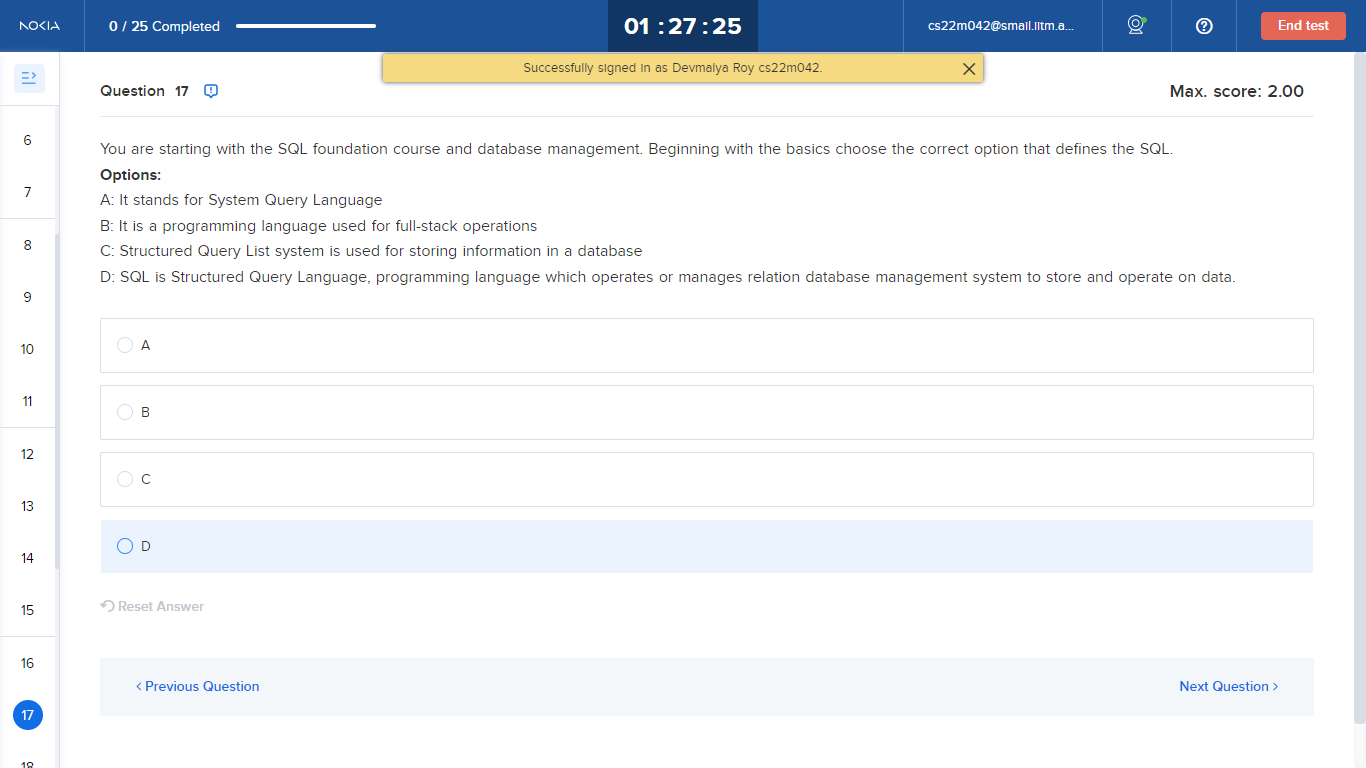 NOKIA
0 / 25 Completed
01 : 27 : 25
cs22m042@smail.iitm.a...
End test
Successfully signed in as Devmalya Roy cs22m042.
Question 17
Max. score: 2.00
6
7
8
9
10
11
12
13
14
15
16
17
18
You are starting with the SQL foundation course and database management. Beginning with the basics choose the correct option that defines the SQL.
Options:
A: It stands for System Query Language
B: It is a programming language used for full-stack operations
C: Structured Query List system is used for storing information in a database
D: SQL is Structured Query Language, programming language which operates or manages relation database management system to store and operate on data.
A
B
C
D
Reset Answer
< Previous Question
Next Question >